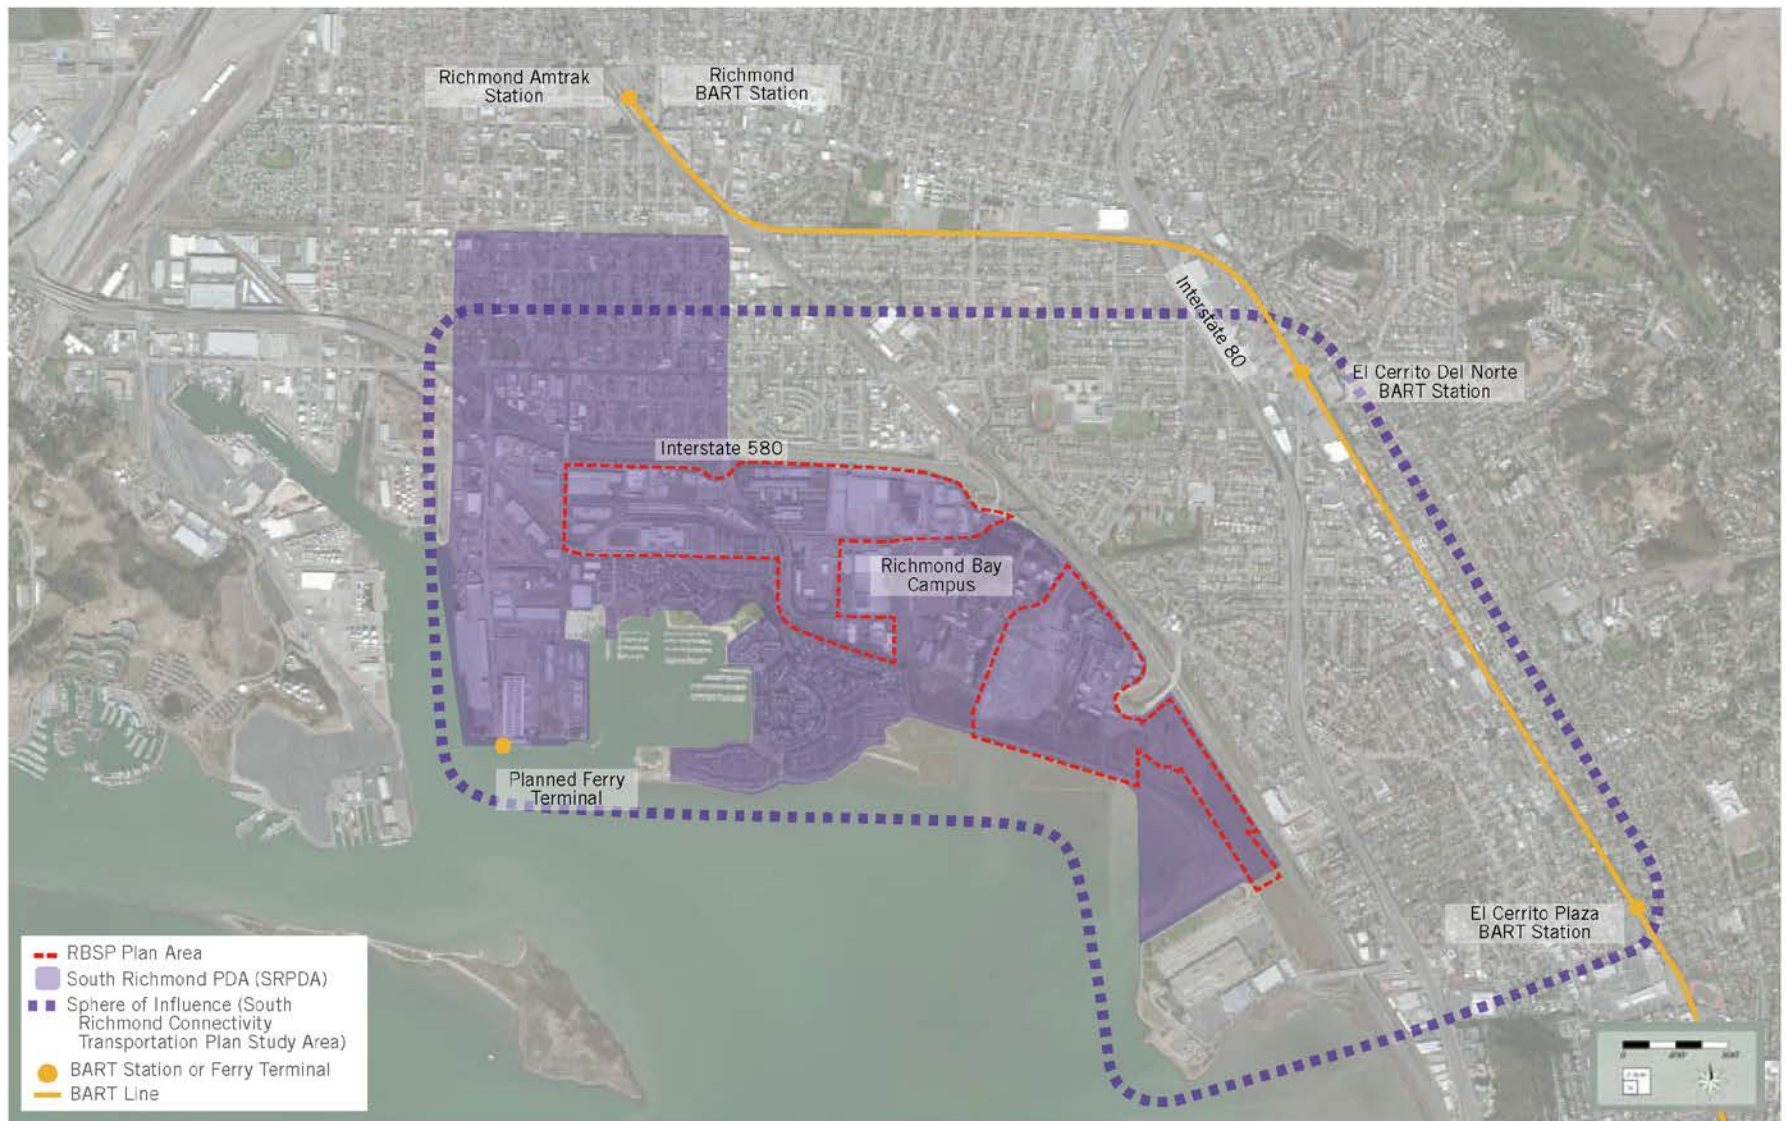 Richmond Amtrak
Station
Richmond
BART Station
Interstate 80
El Cerrito Del Norte
BART Station
Interstate 580
Richmond Bay
Campus
Planned Ferry
Terminal
El Cerrito Plaza
BART Station
RBSP Plan Area
South Richmond PDA (SRPDA)
Sphere of Influence (South
Richmond Connectivity
Transportation Plan Study Area)
BART Station or Ferry Terminal
BART Line
0